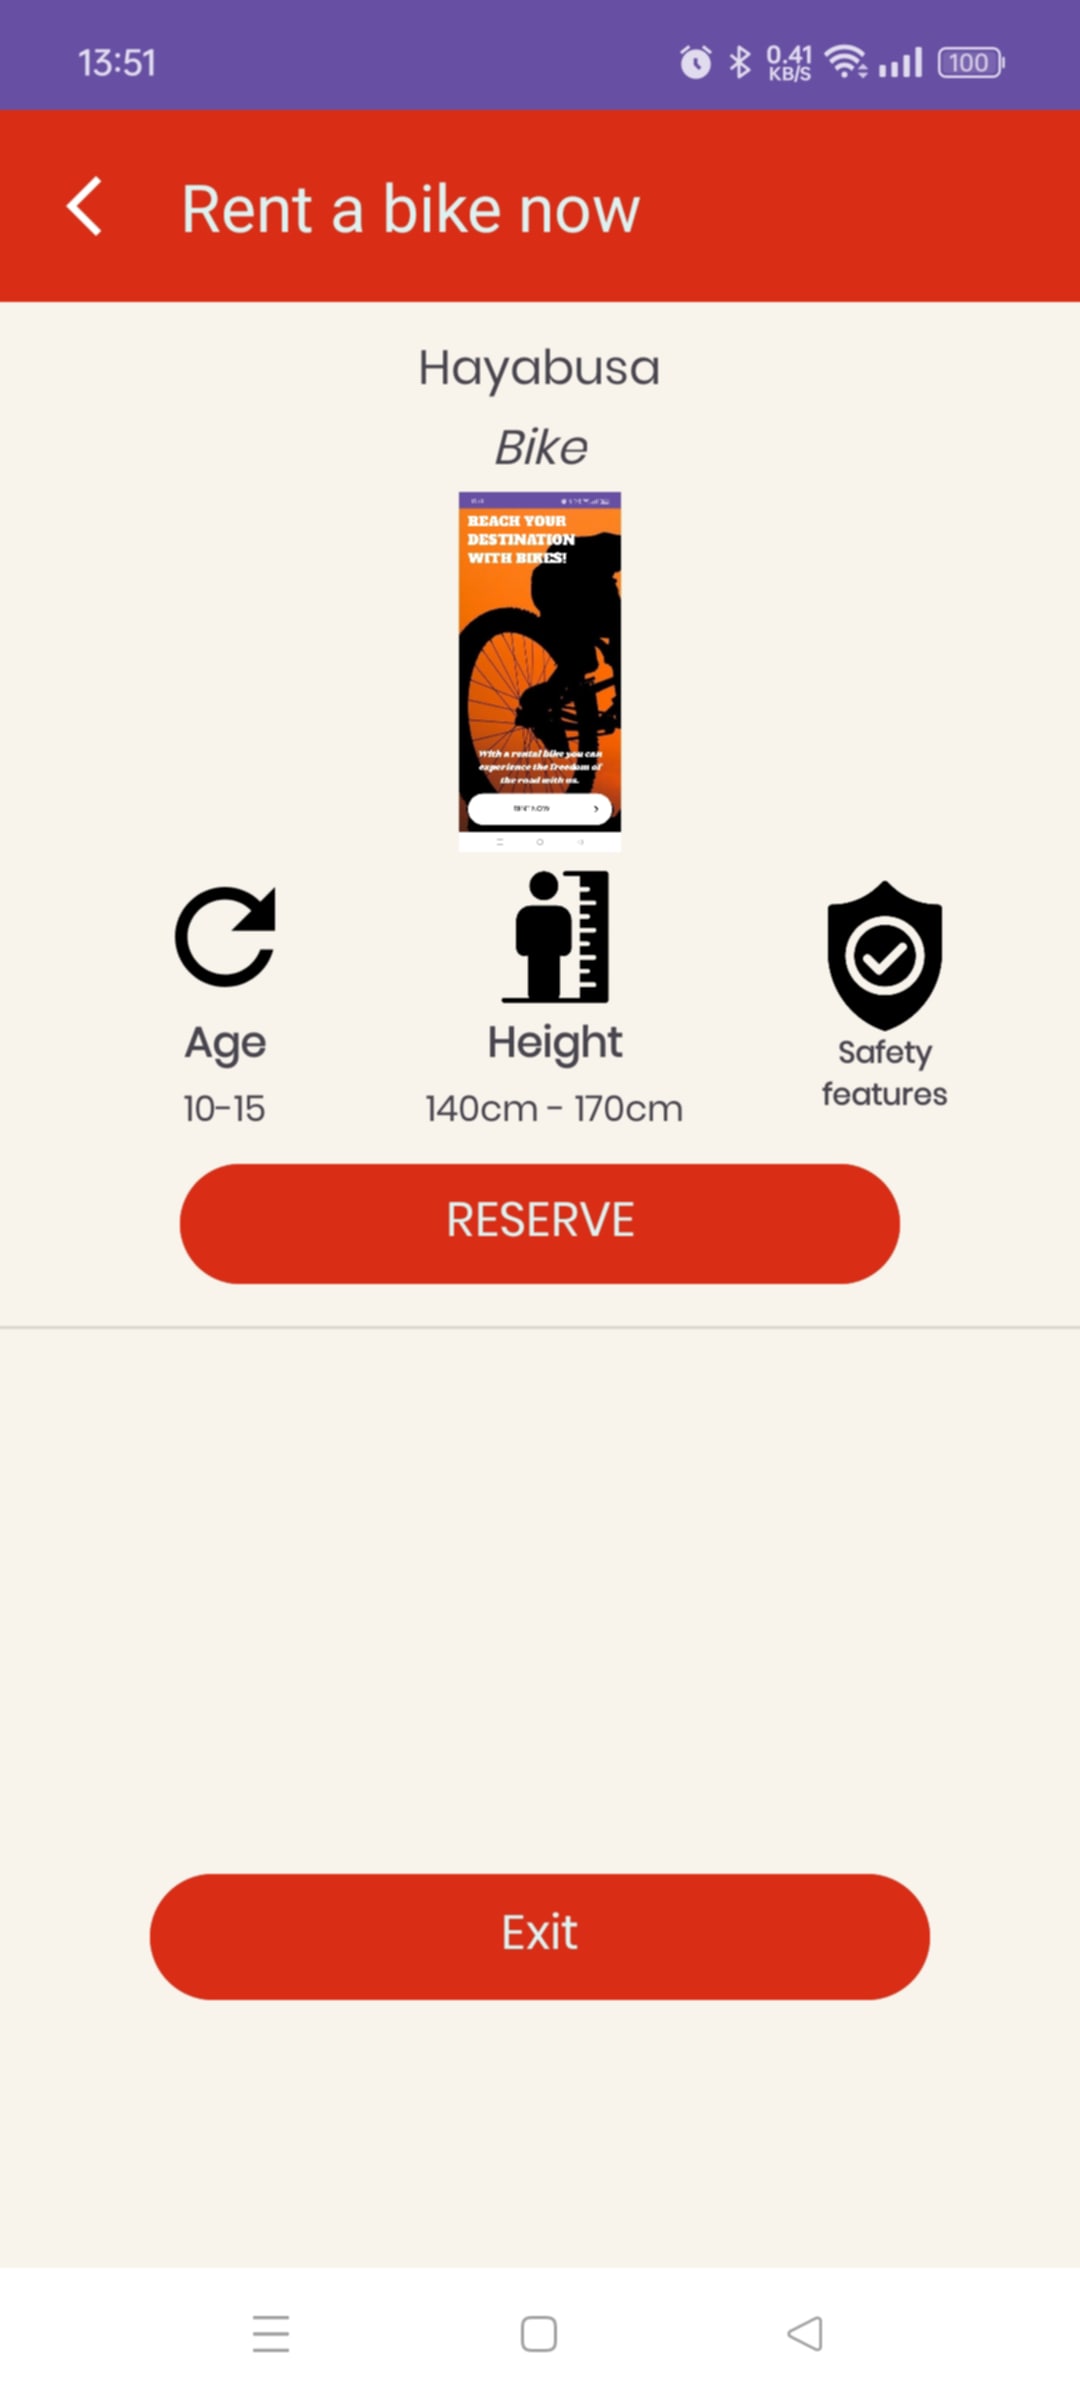 13:51
0.41
KB/S
100
Rent a bike now
Hayabusa
Bike
REACH YOUR
DESTINATION
WITH BIKES!
With a rental bike you can
experience the freedom of
the road with us.
RENT NOW
Age
Height
Safety
features
10-15
140cm - 170cm
RESERVE
Exit